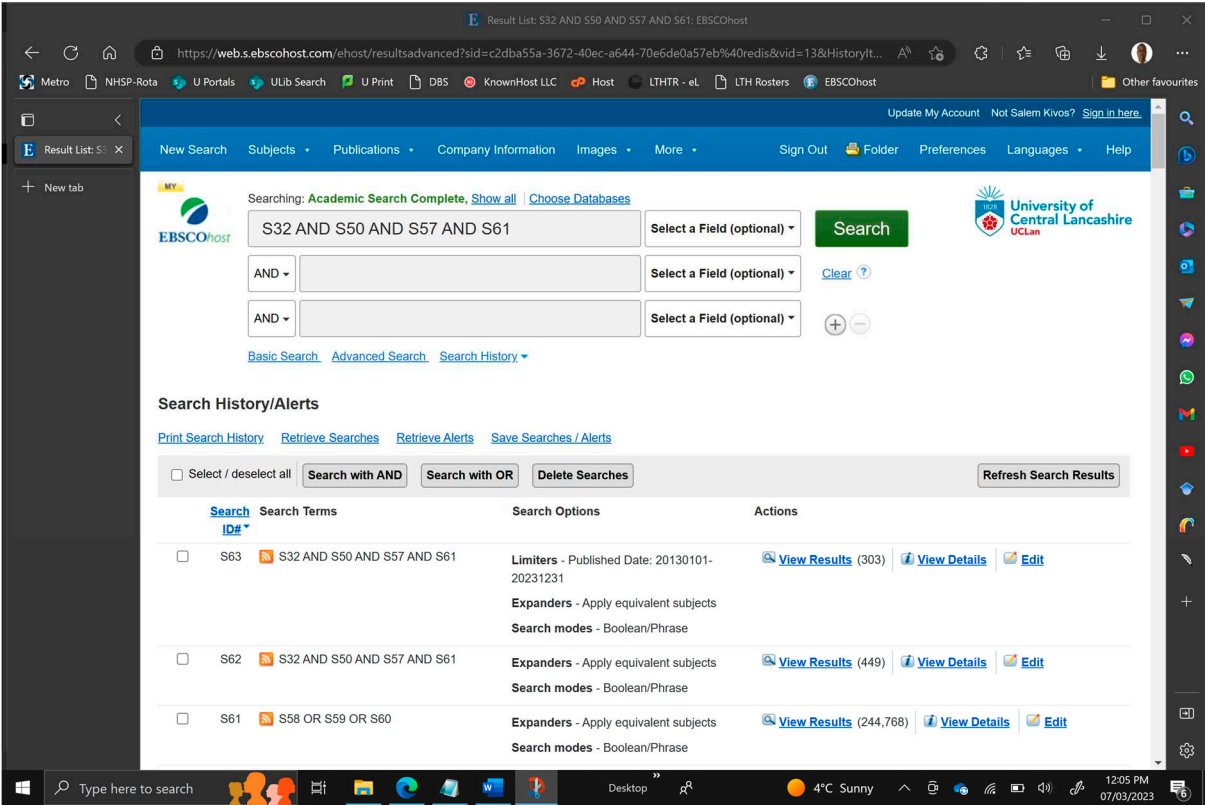 Result List: S32 AND S50 AND S57 AND S61: EBSCOhost
https://web.s.ebscohost.com/ehost/resultsadvanced?sid=c2dba55a-3672-40ec-a644-70e6de0a57eb%40redis&vid=13&HistoryIt...
Metro NHSP-Rota U Portals ULib Search U Print DBS KnownHost LLC Host LTHTR - eL LTH Rosters EBSCOhost Other favourites
Update My Account Not Salem Kivos? Sign in here.
Result List: S3
New tab
New Search Subjects Publications Company Information Images More Sign Out Folder Preferences Languages Help
MY
EBSCOhost
Searching: Academic Search Complete, Show all Choose Databases
S32 AND S50 AND S57 AND S61 Select a Field (optional) Search
AND Select a Field (optional) Clear ?
AND Select a Field (optional)
1828
University of
Central Lancashire
UCLan
Basic Search Advanced Search Search History
Search History/Alerts
Print Search History Retrieve Searches Retrieve Alerts Save Searches / Alerts
Select / deselect all Search with AND Search with OR Delete Searches Refresh Search Results
Search ID# Search Terms Search Options Actions
S63 S32 AND S50 AND S57 AND S61 Limiters - Published Date: 20130101- View Results (303) View Details Edit
20231231
Expanders - Apply equivalent subjects
Search modes - Boolean/Phrase
S62 S32 AND S50 AND S57 AND S61 Expanders - Apply equivalent subjects View Results (449) View Details Edit
Search modes - Boolean/Phrase
S61 S58 OR S59 OR S60 Expanders - Apply equivalent subjects View Results (244,768) View Details Edit
Search modes - Boolean/Phrase
Type here to search Desktop 4°C Sunny 12:05 PM
07/03/2023
6